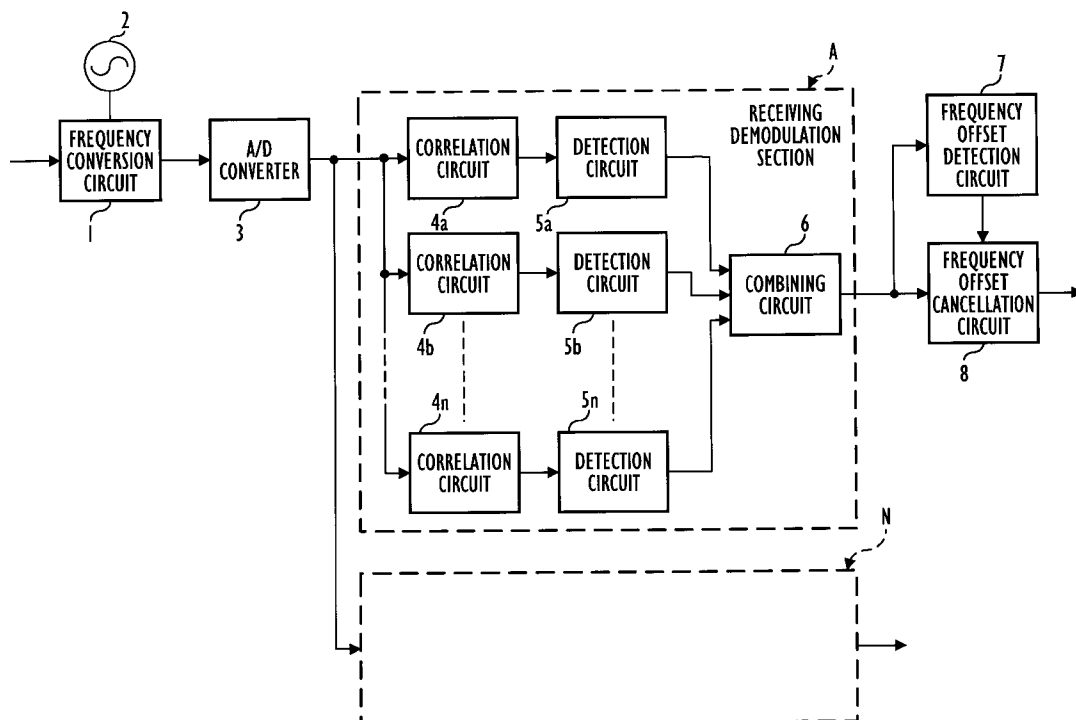 2
FREQUENCY
CONVERSION
CIRCUIT
1
A/D
CONVERTER
3
A
RECEIVING
DEMODULATION
SECTION
CORRELATION
CIRCUIT
4a
DETECTION
CIRCUIT
5a
CORRELATION
CIRCUIT
4b
DETECTION
CIRCUIT
5b
4n
CORRELATION
CIRCUIT
5n
DETECTION
CIRCUIT
6
COMBINING
CIRCUIT
7
FREQUENCY
OFFSET
DETECTION
CIRCUIT
FREQUENCY
OFFSET
CANCELLATION
CIRCUIT
8
N